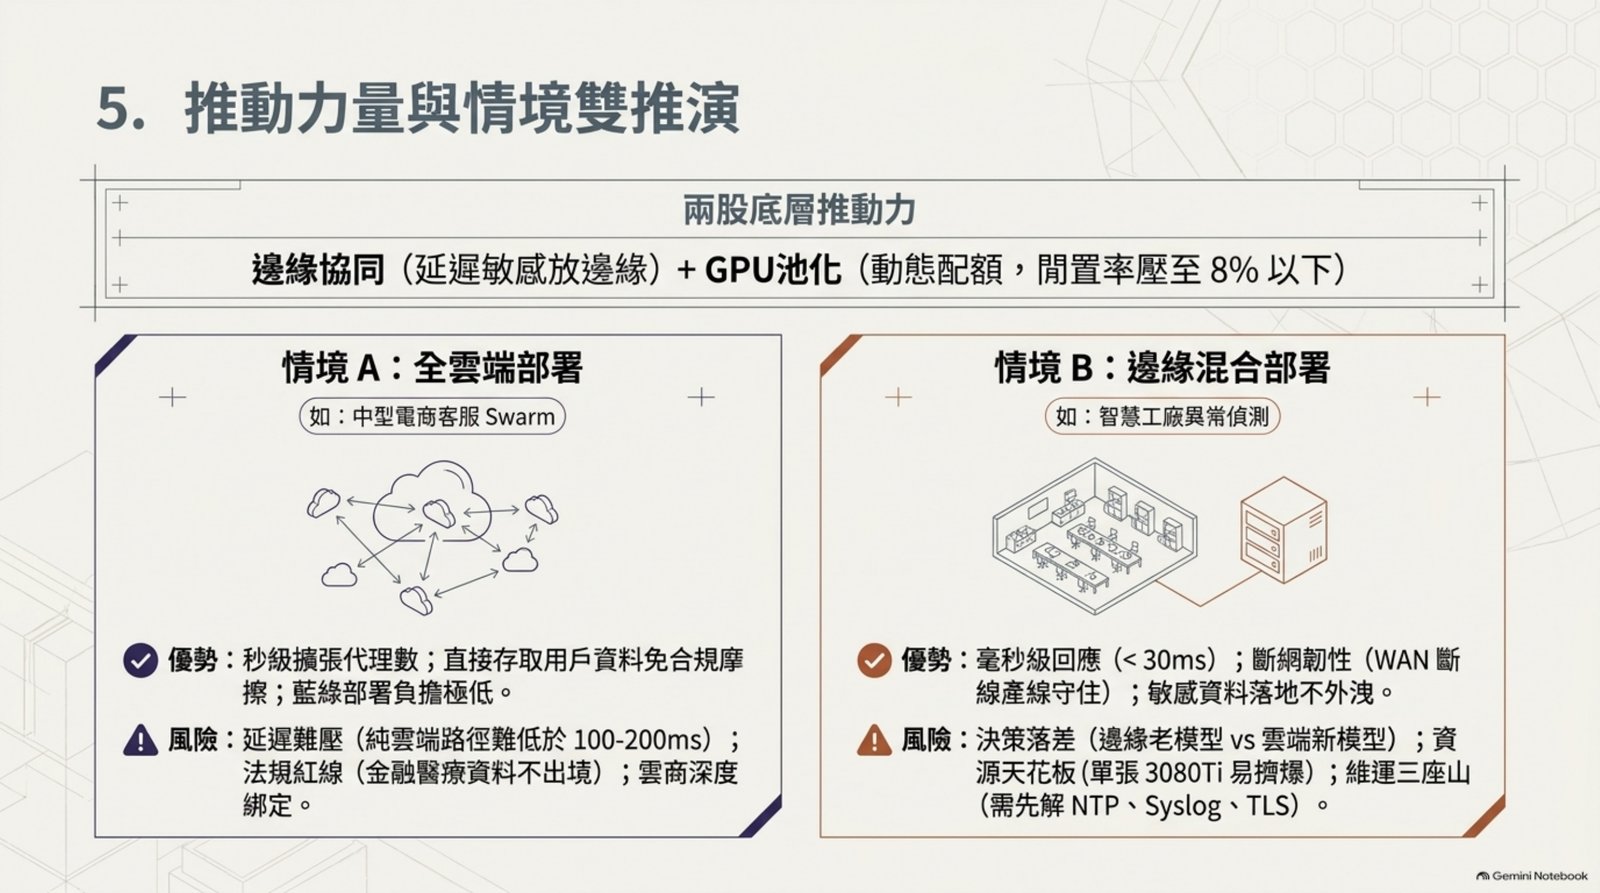 5. 推動力量與情境雙推演
兩股底層推動力
邊緣協同（延遲敏感放邊緣）+ GPU池化（動態配額，閒置率壓至 8% 以下）
情境 A：全雲端部署
如：中型電商客服 Swarm
優勢：秒級擴張代理數；直接存取用戶資料免合規摩
擦；藍綠部署負擔極低。
風險：延遲難壓（純雲端路徑難低於 100-200ms）；
法規紅線（金融醫療資料不出境）；雲商深度
綁定。
情境 B：邊緣混合部署
如：智慧工廠異常偵測
優勢：毫秒級回應（< 30ms）；斷網韌性（WAN 斷
線產線守住）；敏感資料落地不外洩。
風險：決策落差（邊緣老模型 vs 雲端新模型）；資
源天花板 (單張 3080Ti 易擠爆）；維運三座山
（需先解 NTP、Syslog、TLS）。
Gemini Notebook